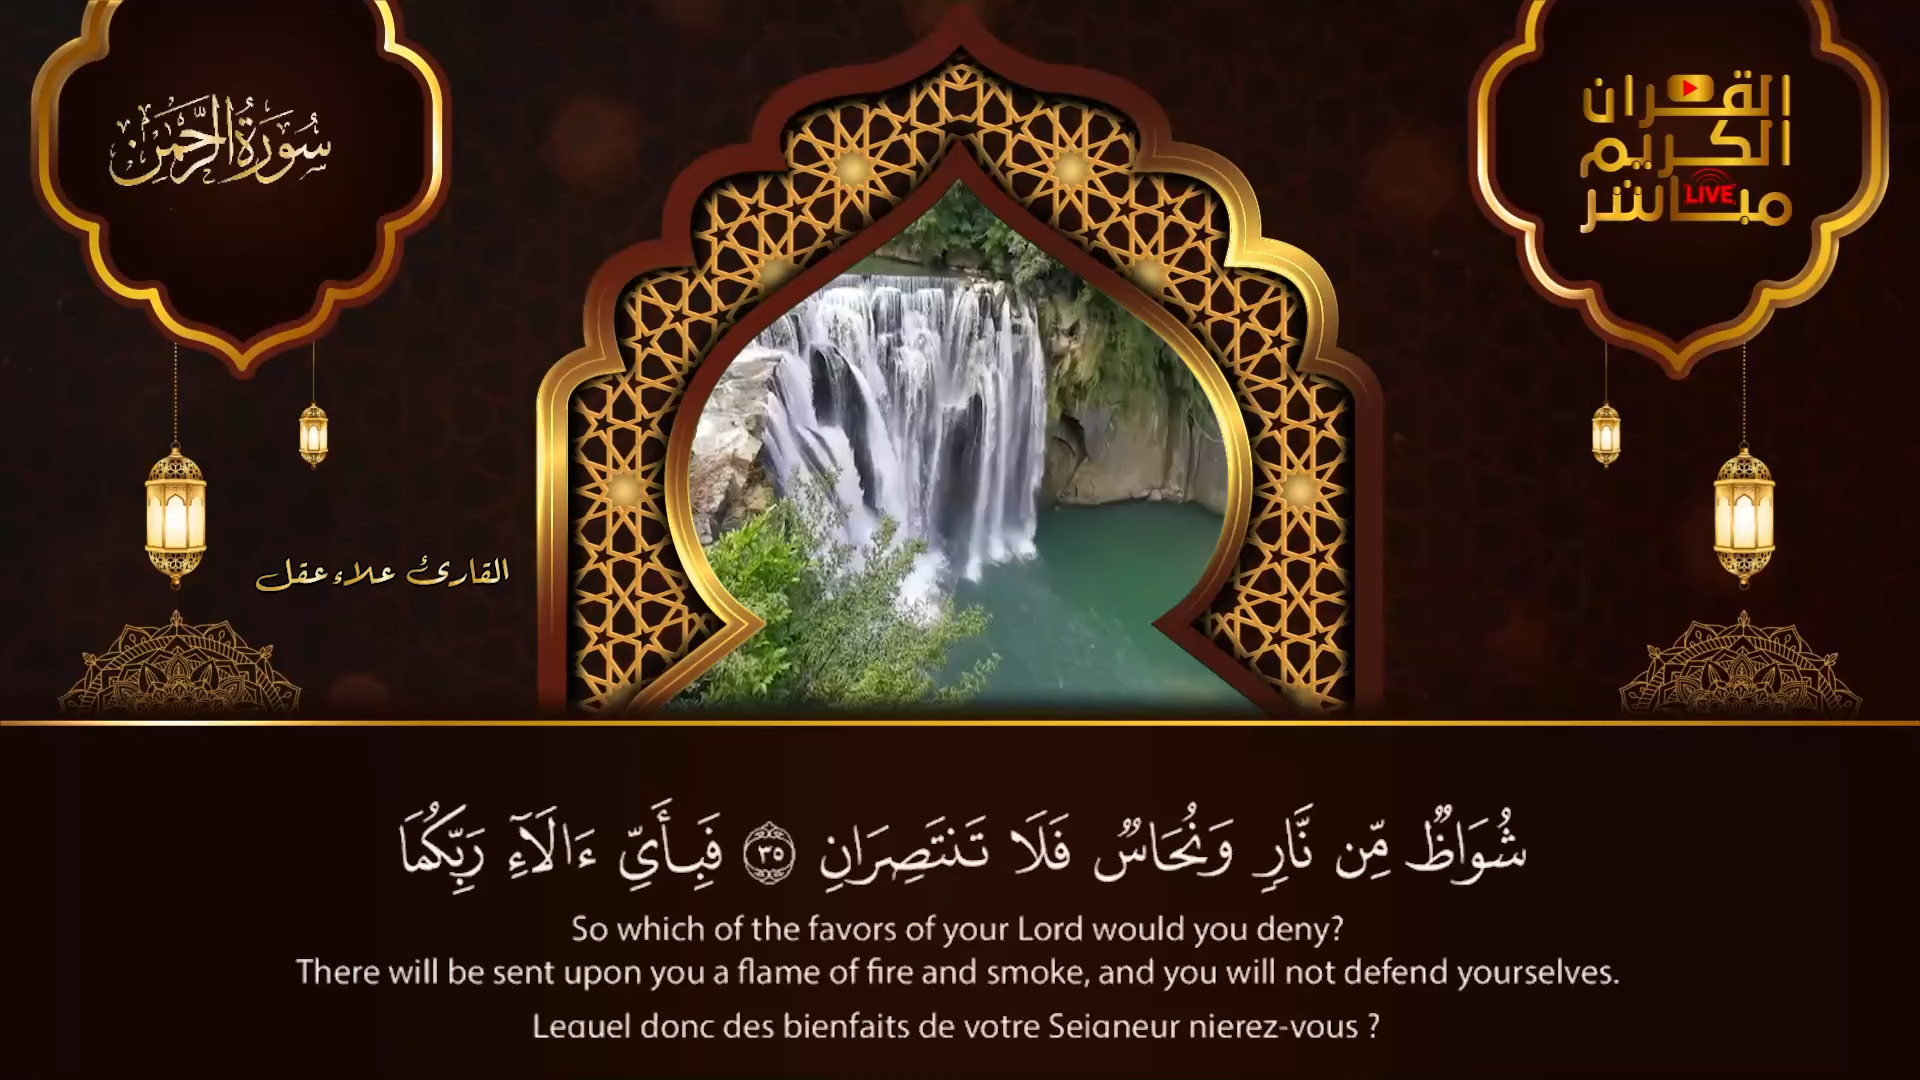 سُورَةُ الرَّحْمَٰن
القران
الكريم
مباشر
LIVE
القارئ علاء عقل
شُوَاظٌ مِّن نَّارٍ وَنُحَاسٌ فَلَا تَنتَصِرَانِ ٣٥ فَبِأَيِّ ءَالَآءِ رَبِّكُمَا
So which of the favors of your Lord would you deny?
There will be sent upon you a flame of fire and smoke, and you will not defend yourselves.
Lequel donc des bienfaits de votre Seigneur nierez-vous ?